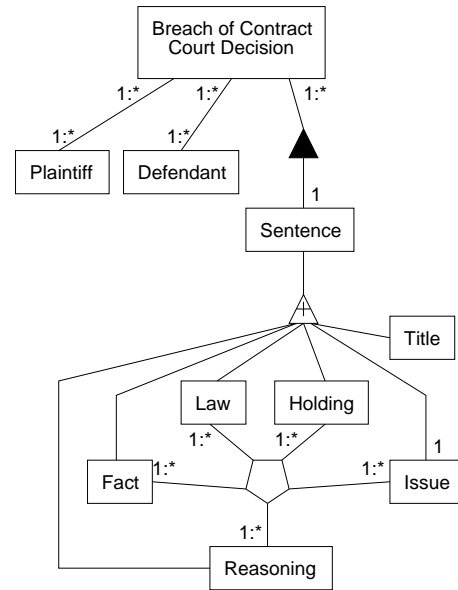 Breach of Contract
Court Decision
1:*
1:*
1:*
1:*
1:*
Plaintiff
Defendant
1
Sentence
+
Title
Law
Holding
1:*
1:*
1
Fact
1:*
1:*
Issue
1:*
Reasoning